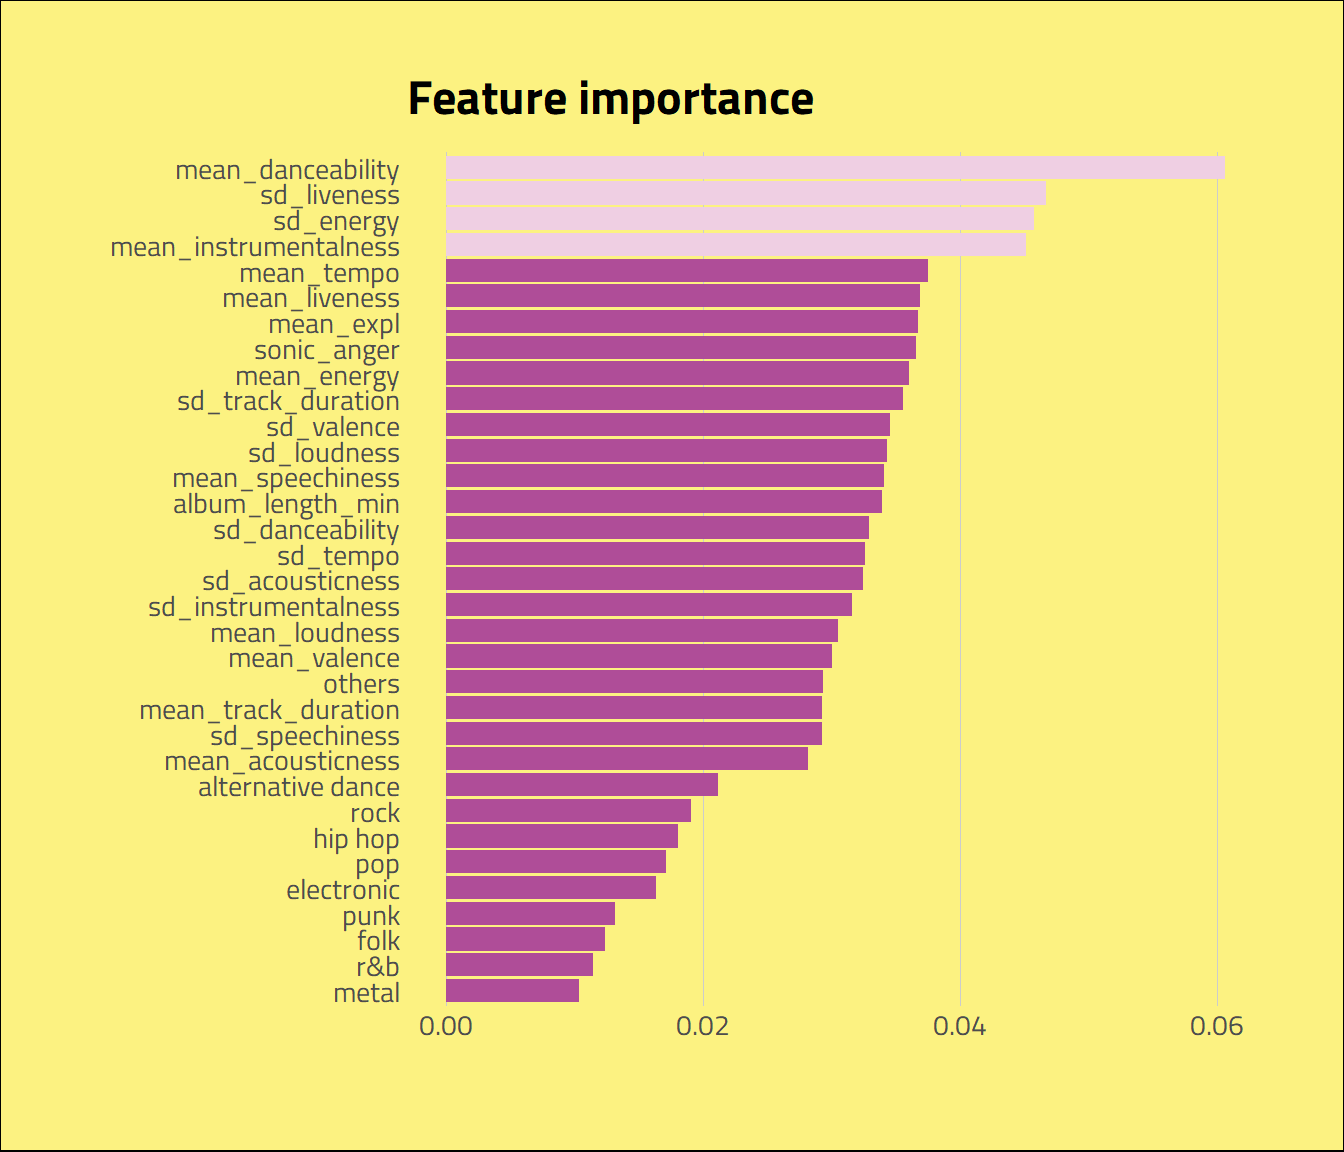 Feature importance
mean_danceability
sd_liveness
sd_energy
mean_instrumentalness
mean_tempo
mean_liveness
mean_expl
sonic_anger
mean_energy
sd_track_duration
sd_valence
sd_loudness
mean_speechiness
album_length_min
sd_danceability
sd_tempo
sd_acousticness
sd_instrumentalness
mean_loudness
mean_valence
others
mean_track_duration
sd_speechiness
mean_acousticness
alternative dance
rock
hip hop
pop
electronic
punk
folk
r&b
metal
0.00 0.02 0.04 0.06